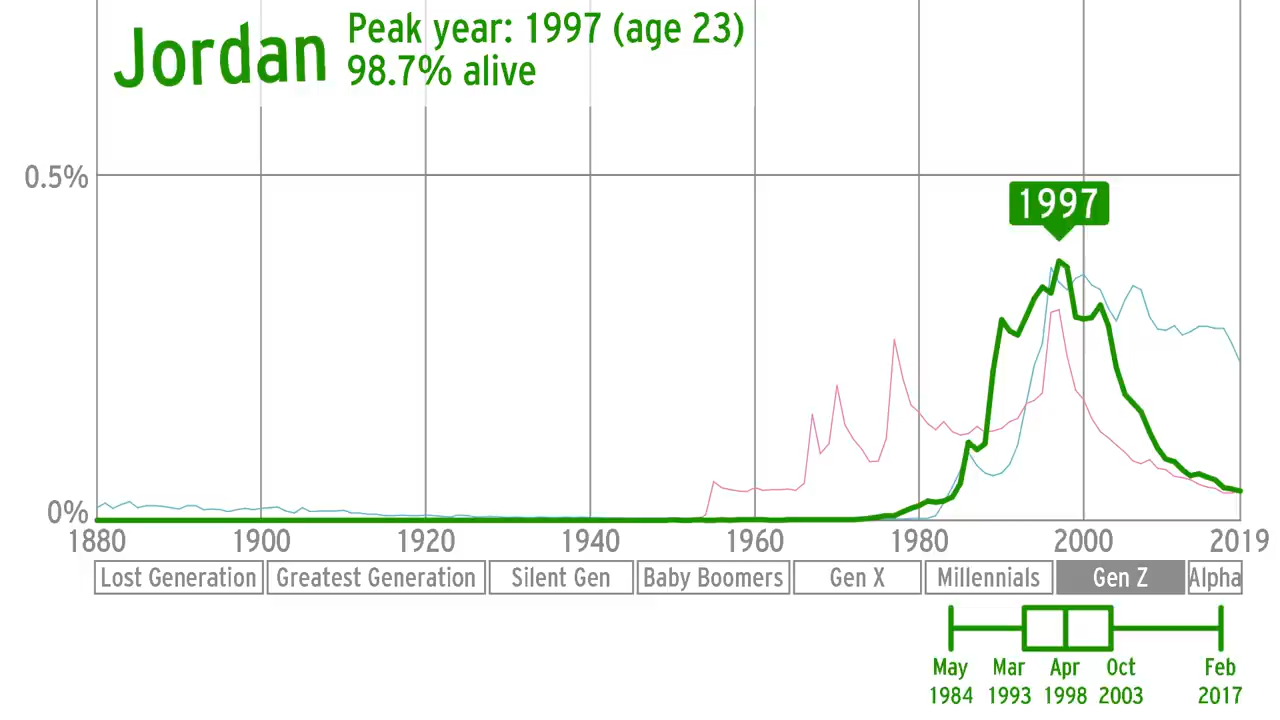 Jordan
Peak year: 1997 (age 23)
98.7% alive
0.5%
1997
0%
1880 1900 1920 1940 1960 1980 2000 2019
Lost Generation Greatest Generation Silent Gen Baby Boomers Gen X Millennials Gen Z Alpha
May Mar Apr Oct Feb
1984 1993 1998 2003 2017